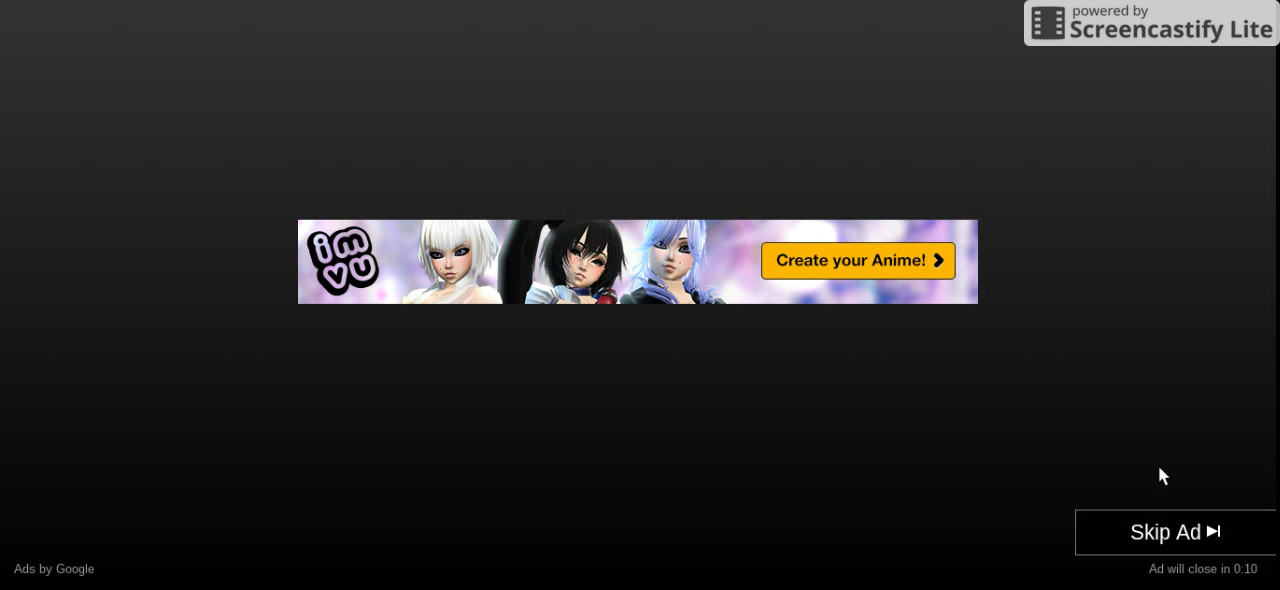 powered by
Screencastify Lite
imvu
Create your Anime!
Skip Ad
Ads by Google
Ad will close in 0:10